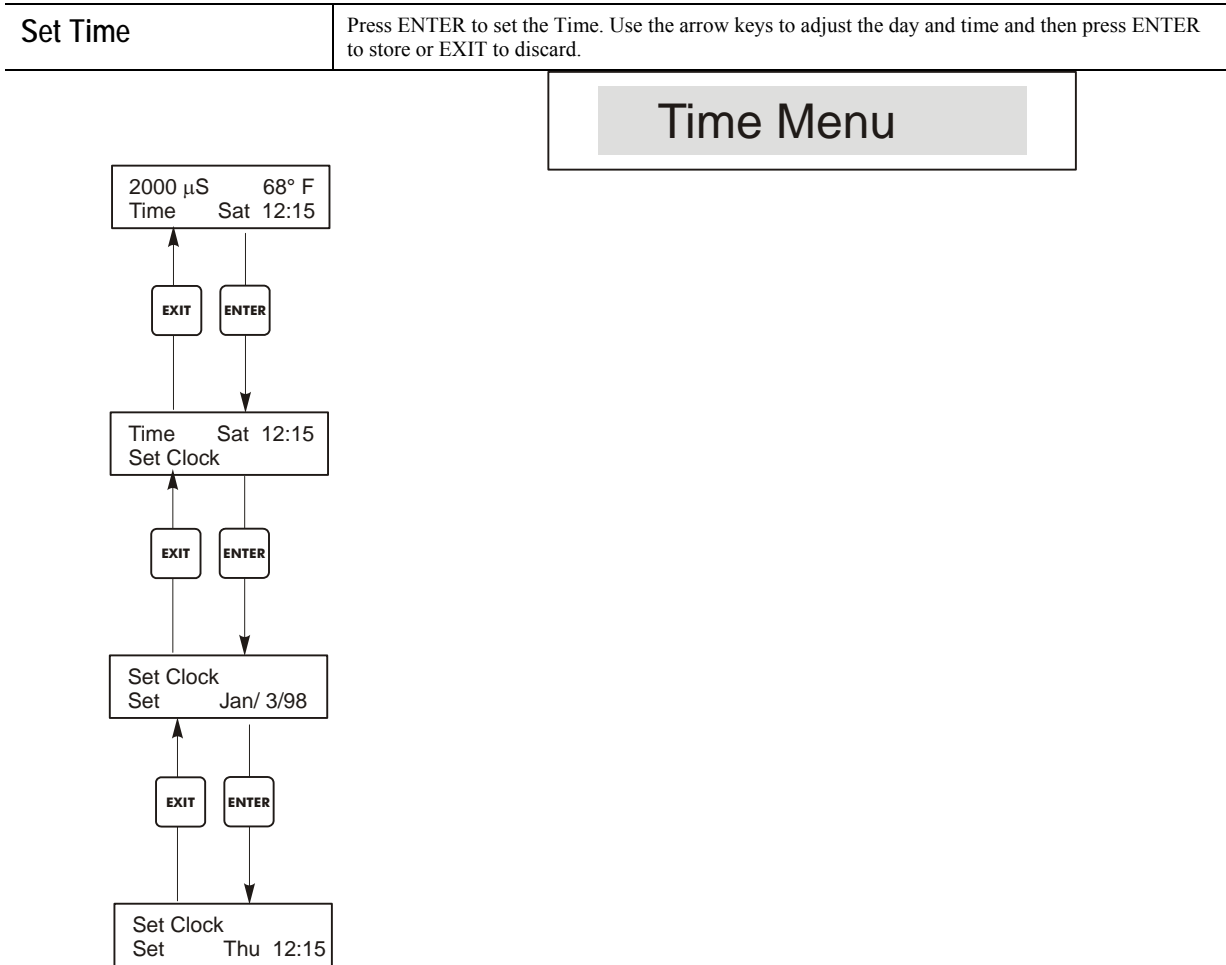 Set Time
Press ENTER to set the Time. Use the arrow keys to adjust the day and time and then press ENTER
to store or EXIT to discard.
Time Menu
2000 µS 68° F
Time Sat 12:15
EXIT ENTER
Time Sat 12:15
Set Clock
EXIT ENTER
Set Clock
Set Jan/ 3/98
EXIT ENTER
Set Clock
Set Thu 12:15